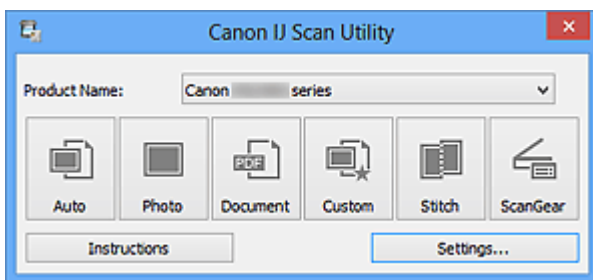 Canon IJ Scan Utility
Product Name: Canon series
PDF
Auto Photo Document Custom Stitch ScanGear
Instructions Settings...